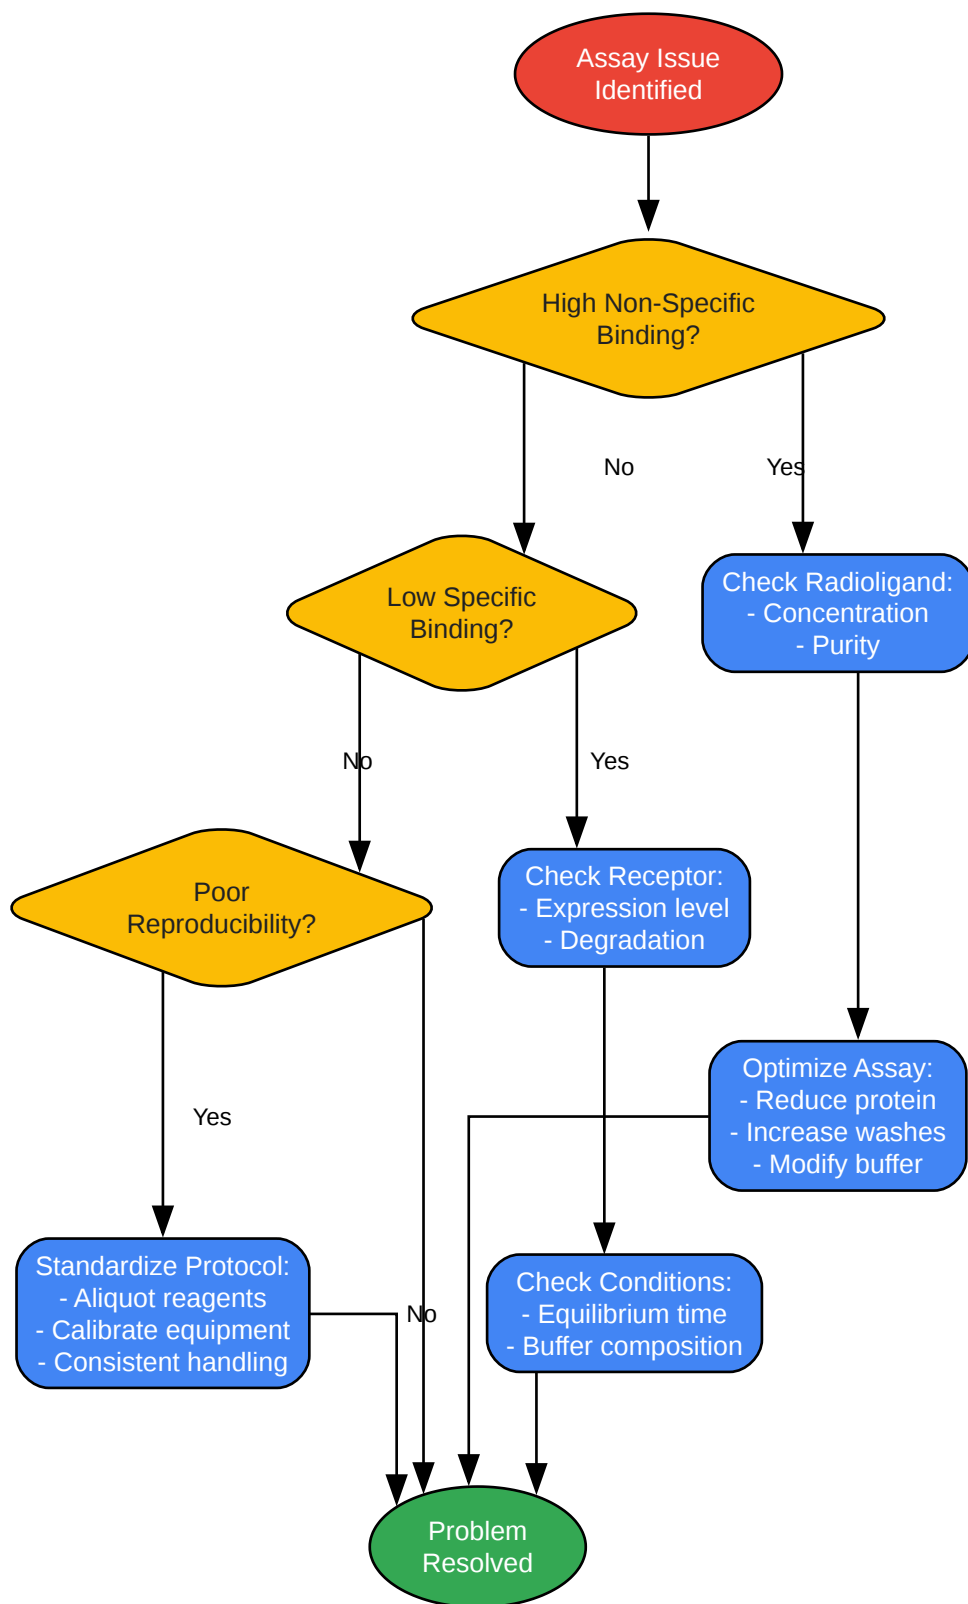 Assay Issue
Identified
High Non-Specific
Binding?
No
Yes
Low Specific
Binding?
Check Radioligand:
- Concentration
- Purity
No
Yes
Poor
Reproducibility?
Check Receptor:
- Expression level
- Degradation
Optimize Assay:
- Reduce protein
- Increase washes
- Modify buffer
Yes
Standardize Protocol:
- Aliquot reagents
- Calibrate equipment
- Consistent handling
No
Check Conditions:
- Equilibrium time
- Buffer composition
Problem
Resolved